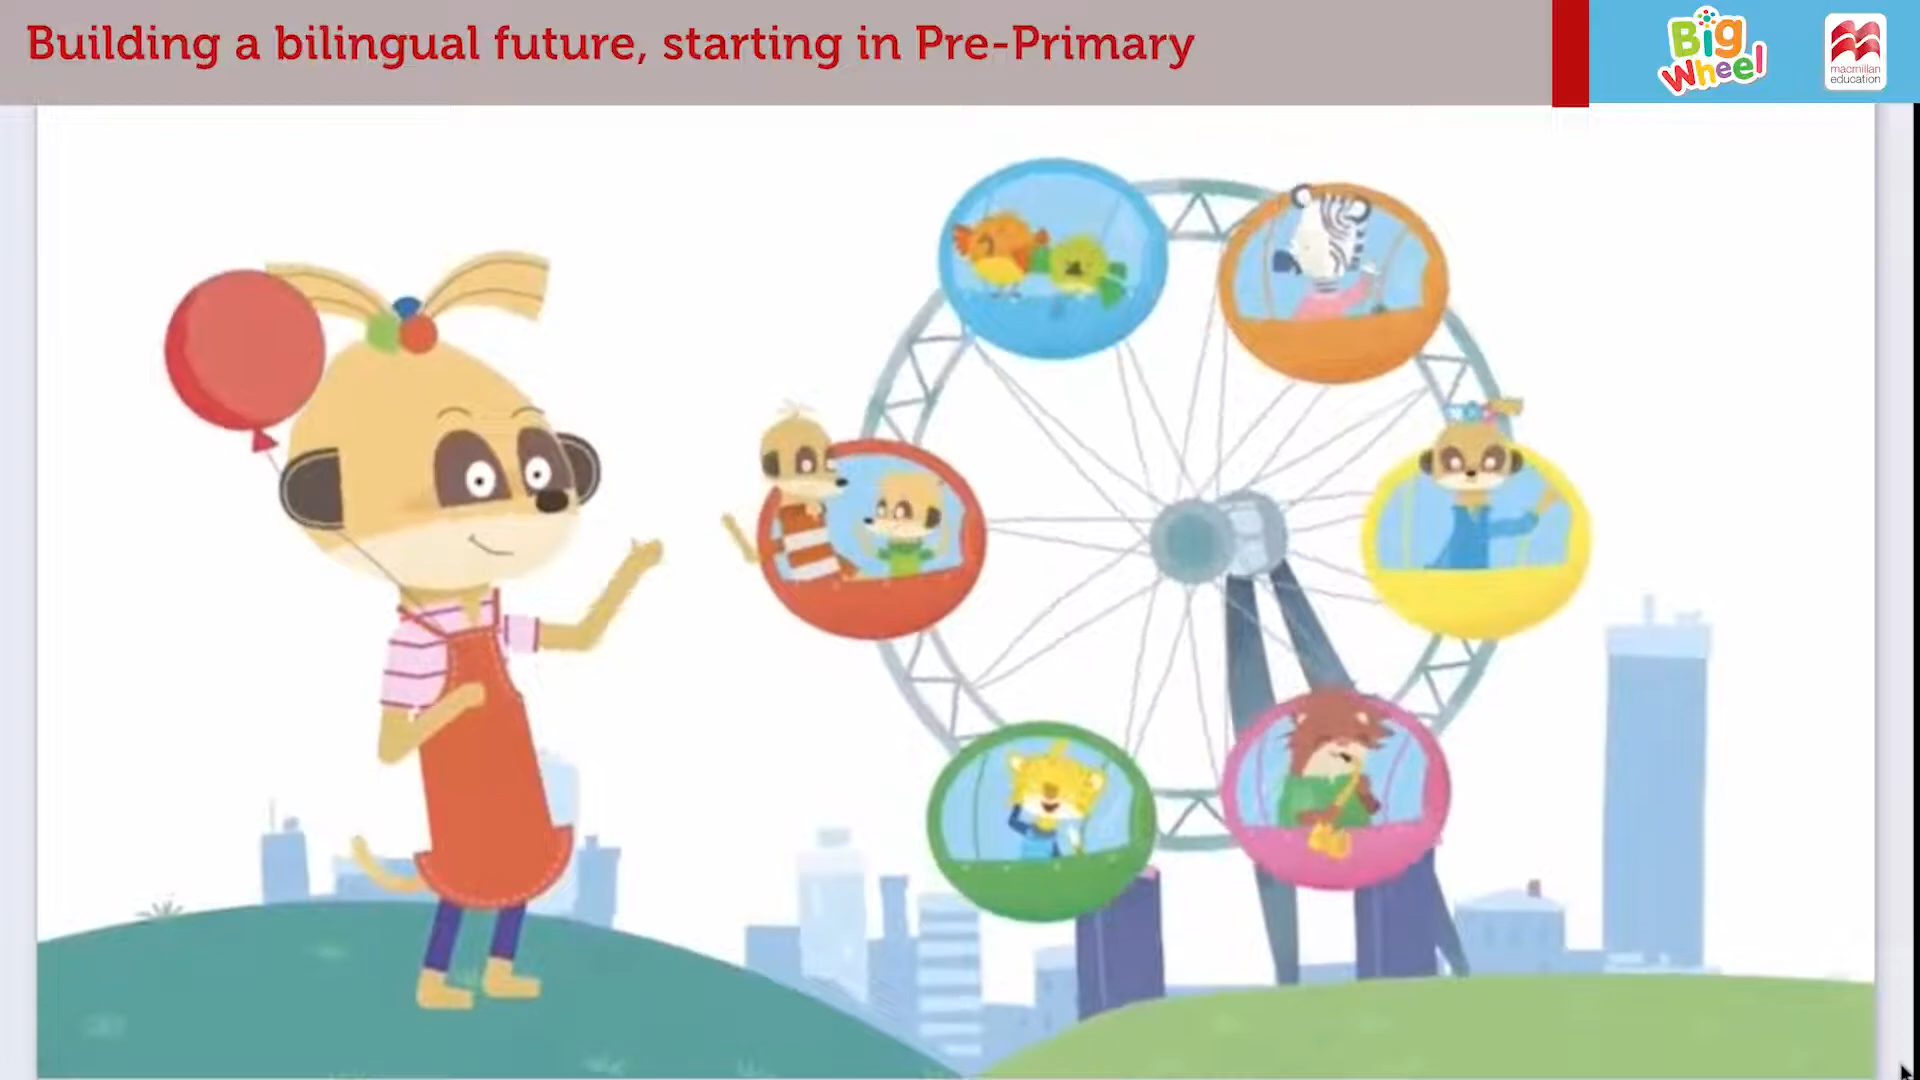 Building a bilingual future, starting in Pre-Primary
Big
Wheel
macmillan
education